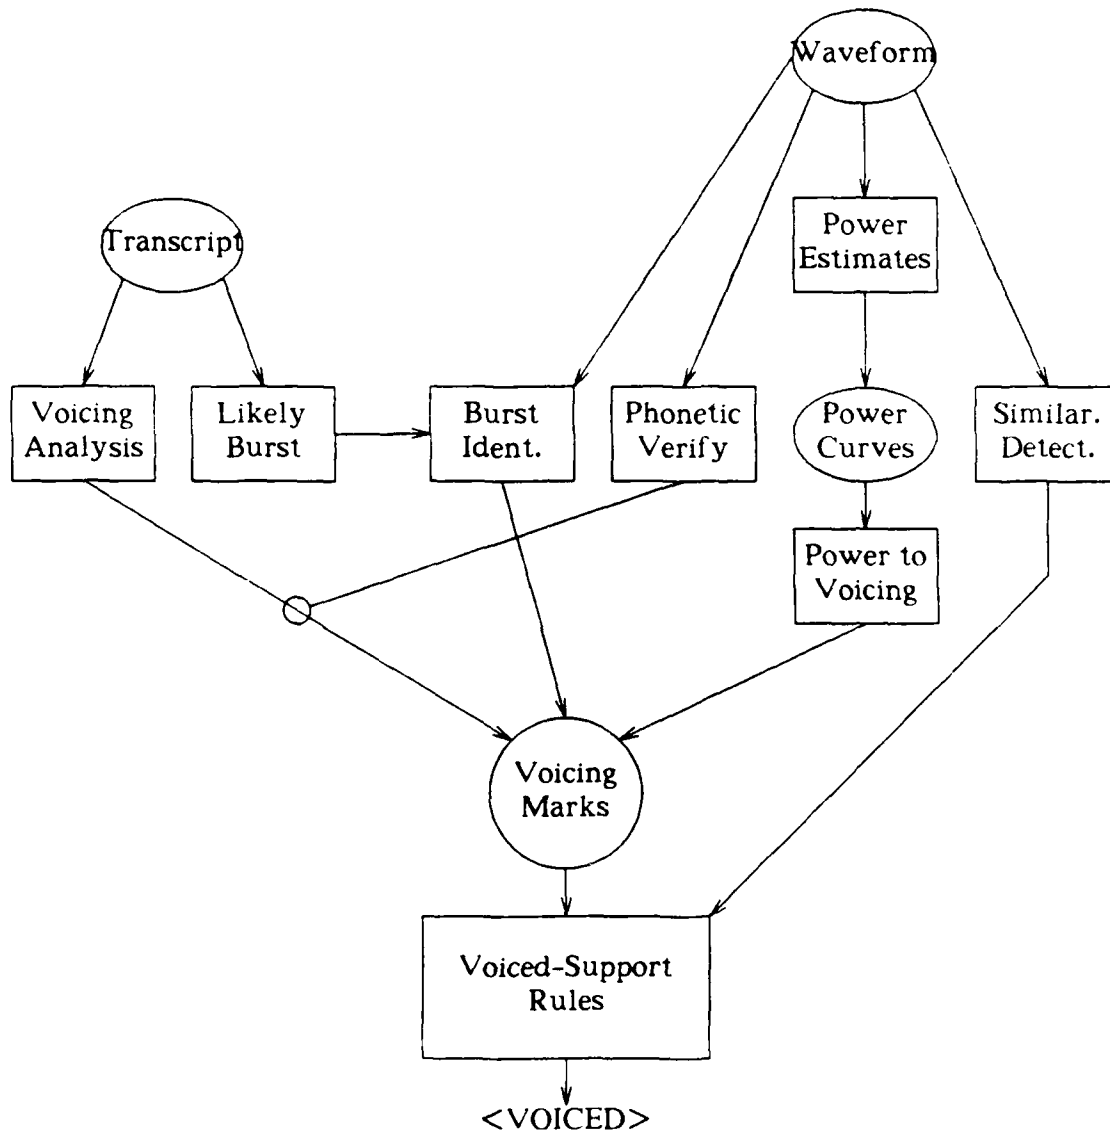 Waveform
Transcript
Power
Estimates
Voicing
Analysis
Likely
Burst
Burst
Ident.
Phonetic
Verify
Power
Curves
Similar.
Detect.
Power to
Voicing
Voicing
Marks
Voiced-Support
Rules
<VOICED>